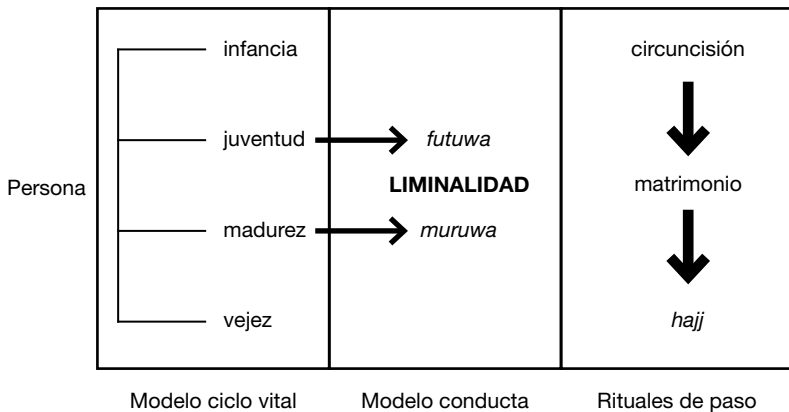 infancia
circuncisión
juventud
futuwa
Persona
LIMINALIDAD
matrimonio
madurez
muruwa
vejez
hajj
Modelo ciclo vital
Modelo conducta
Rituales de paso